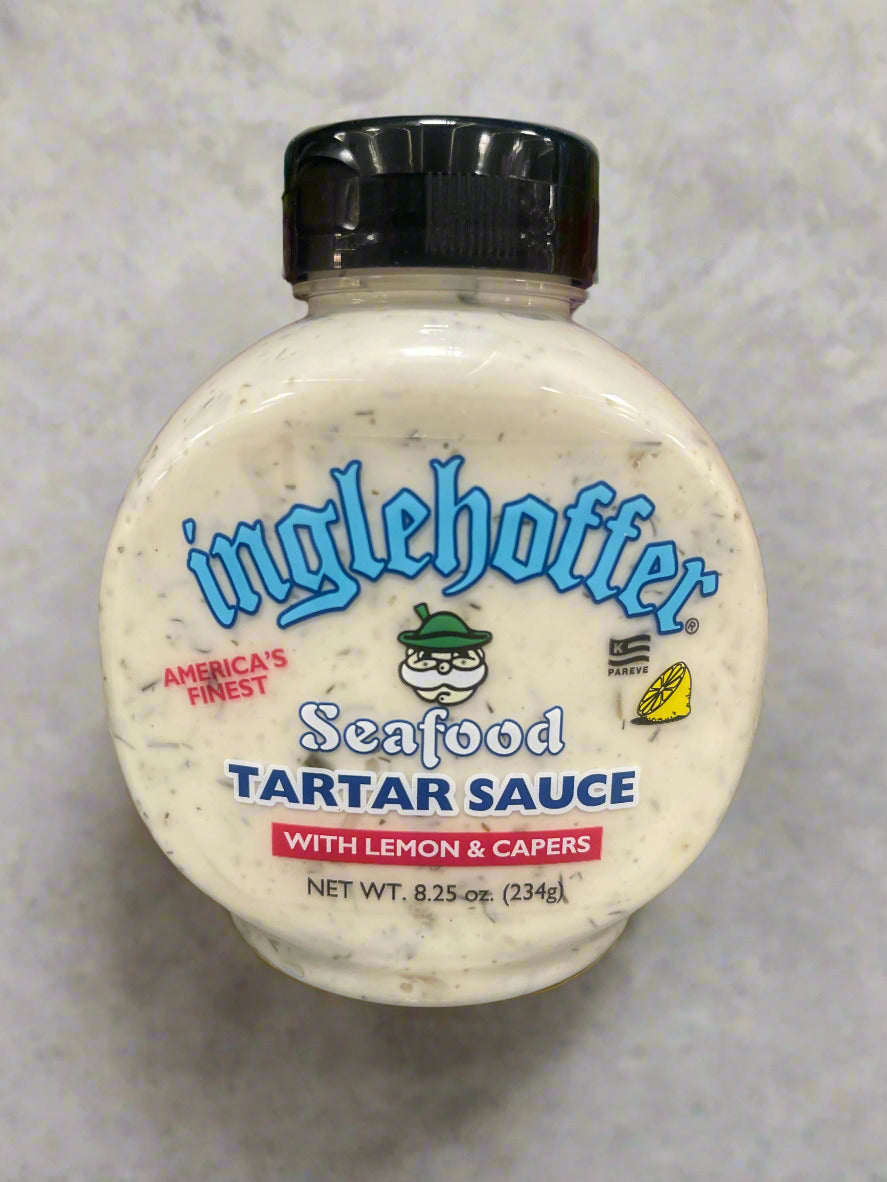 inglehoffer®
AMERICA'S
FINEST
K
PAREVE
Seafood
TARTAR SAUCE
WITH LEMON & CAPERS
NET WT. 8.25 oz. (234g)